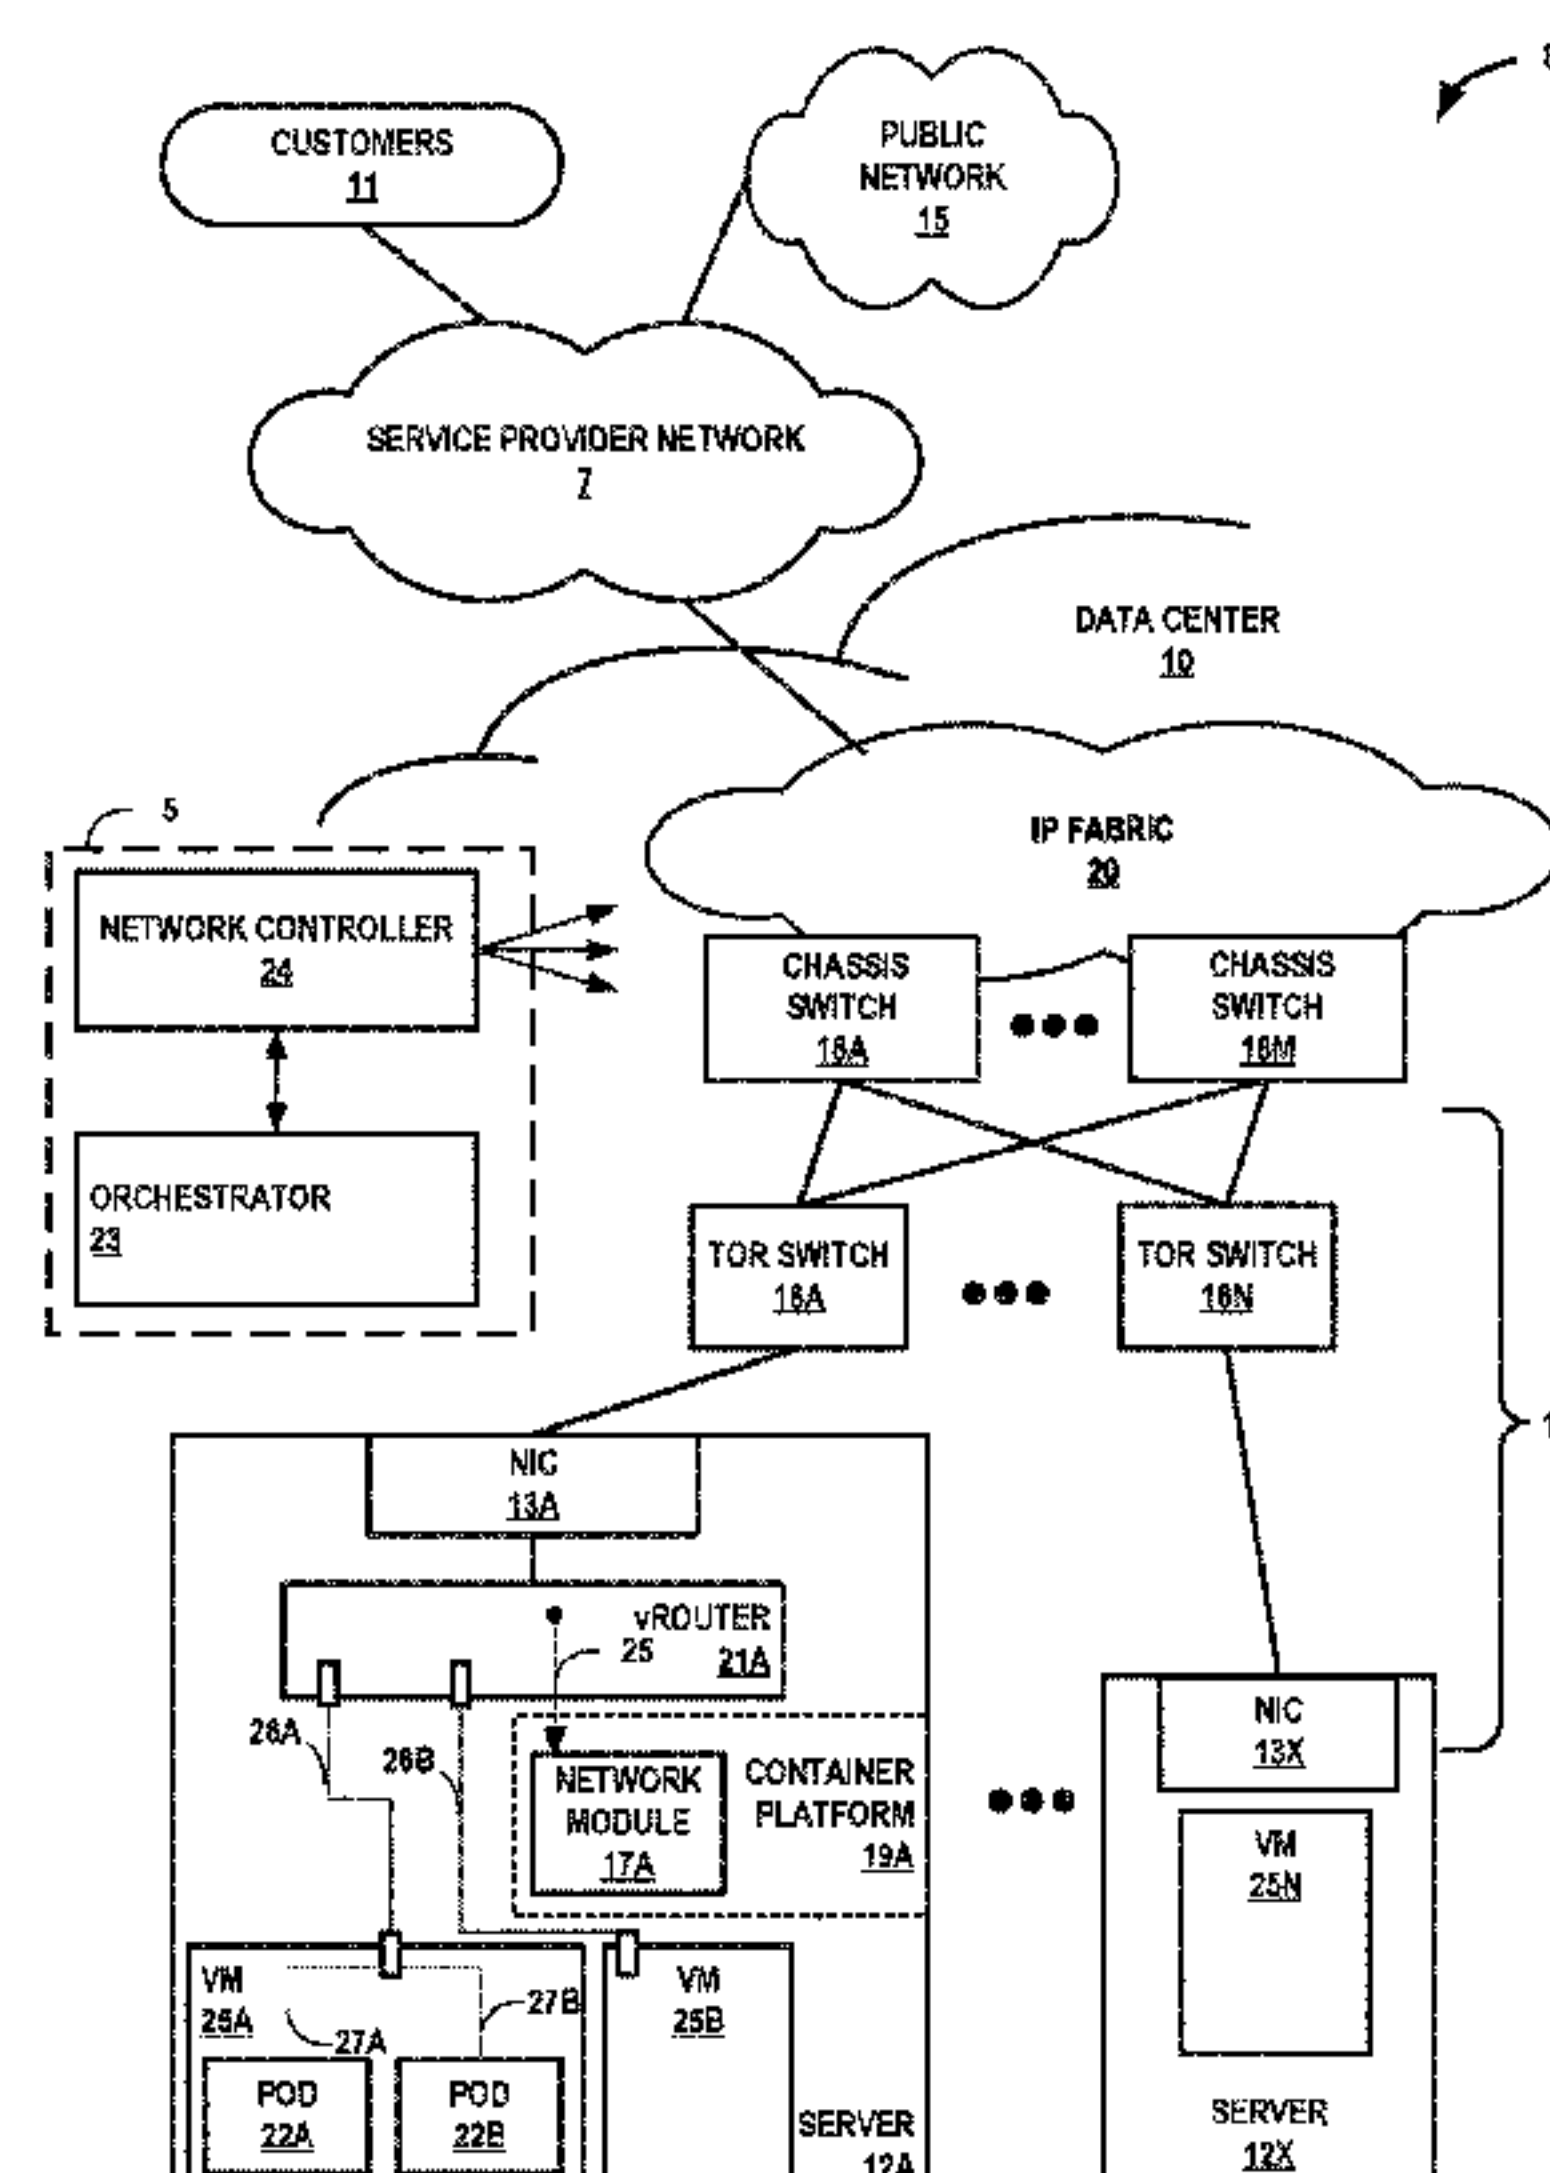 8
CUSTOMERS
11
PUBLIC
NETWORK
15
SERVICE PROVIDER NETWORK
7
DATA CENTER
10
5
IP FABRIC
20
NETWORK CONTROLLER
24
CHASSIS
SWITCH
18A
CHASSIS
SWITCH
18M
ORCHESTRATOR
23
TOR SWITCH
16A
TOR SWITCH
16N
1
NIC
13A
vROUTER
21A
25
26A
26B
NETWORK
MODULE
17A
CONTAINER
PLATFORM
19A
NIC
13X
VM
25N
VM
25A
27A
27B
VM
25B
POD
22A
POD
22B
SERVER
12A
SERVER
12X